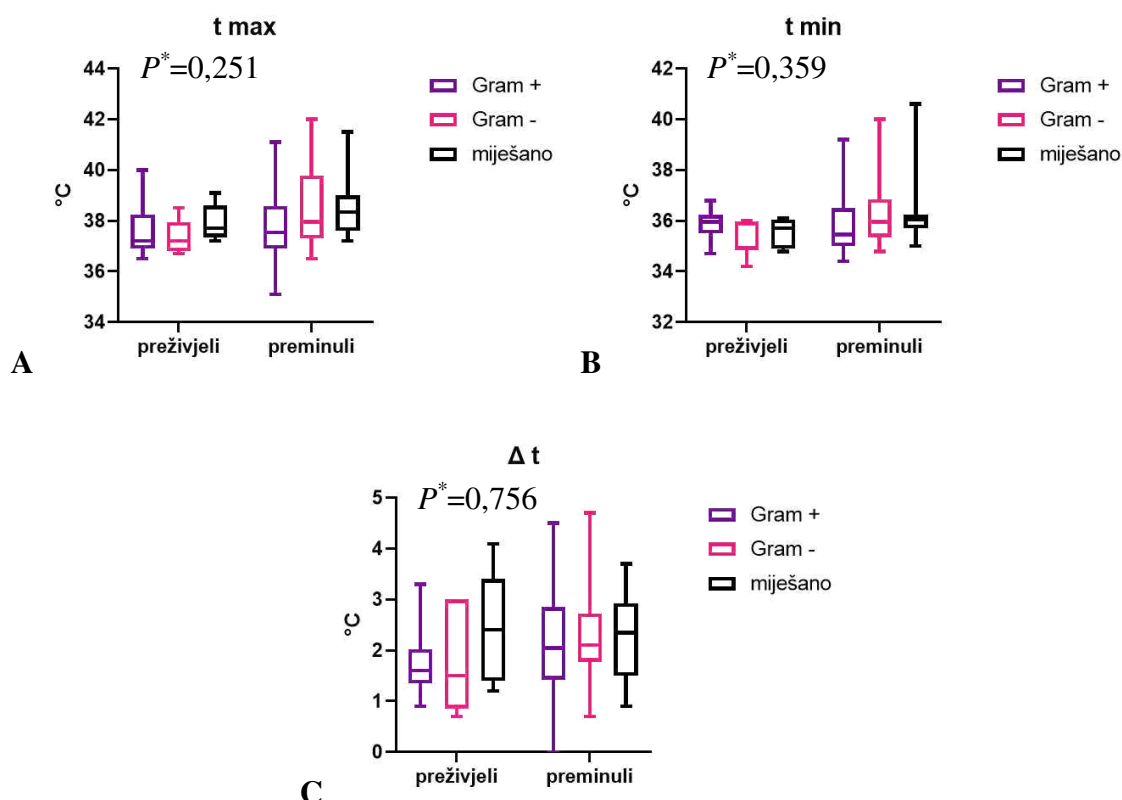 t max
P*=0,251
44
42
40
38
36
34
°C
preživjeli
preminuli
Gram +
Gram -
miješano
A
t min
P*=0,359
42
40
38
36
34
32
°C
preživjeli
preminuli
Gram +
Gram -
miješano
B
Δ t
P*=0,756
5
4
3
2
1
0
°C
preživjeli
preminuli
Gram +
Gram -
miješano
C